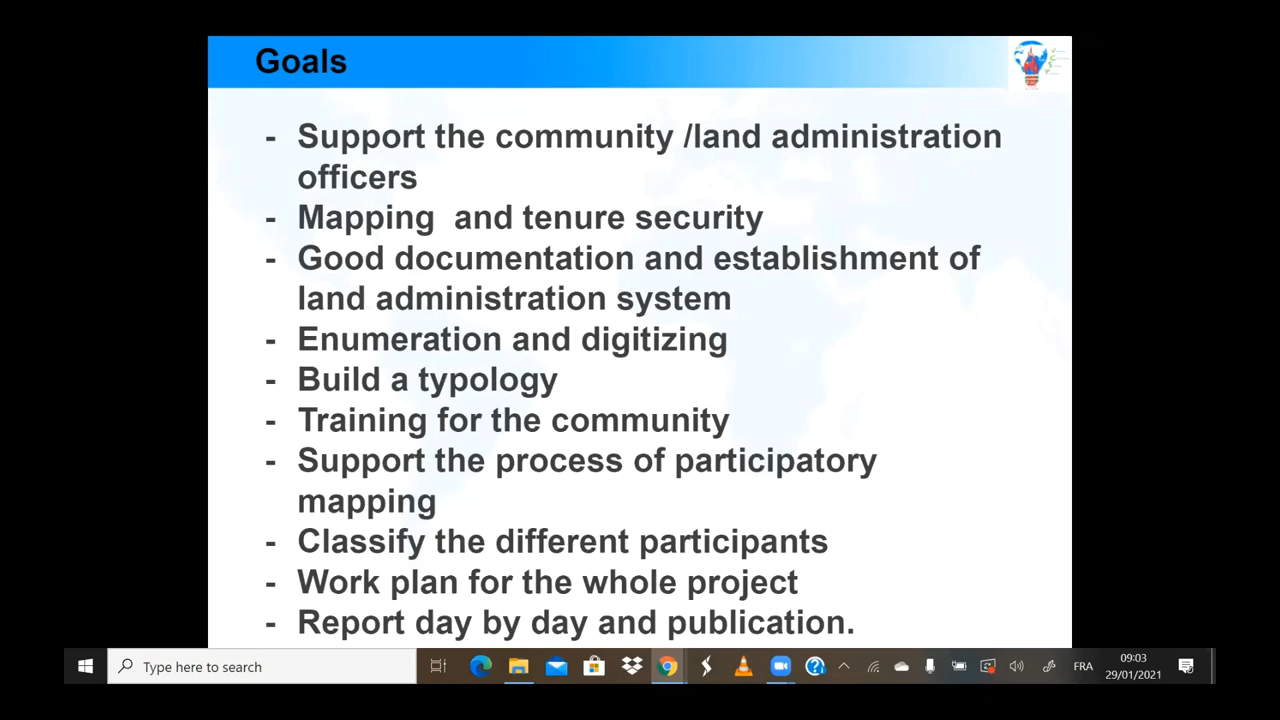 Goals
- Support the community /land administration
officers
- Mapping  and tenure security
- Good documentation and establishment of
land administration system
- Enumeration and digitizing
- Build a typology
- Training for the community
- Support the process of participatory
mapping
- Classify the different participants
- Work plan for the whole project
- Report day by day and publication.
Type here to search
FRA
09:03
29/01/2021